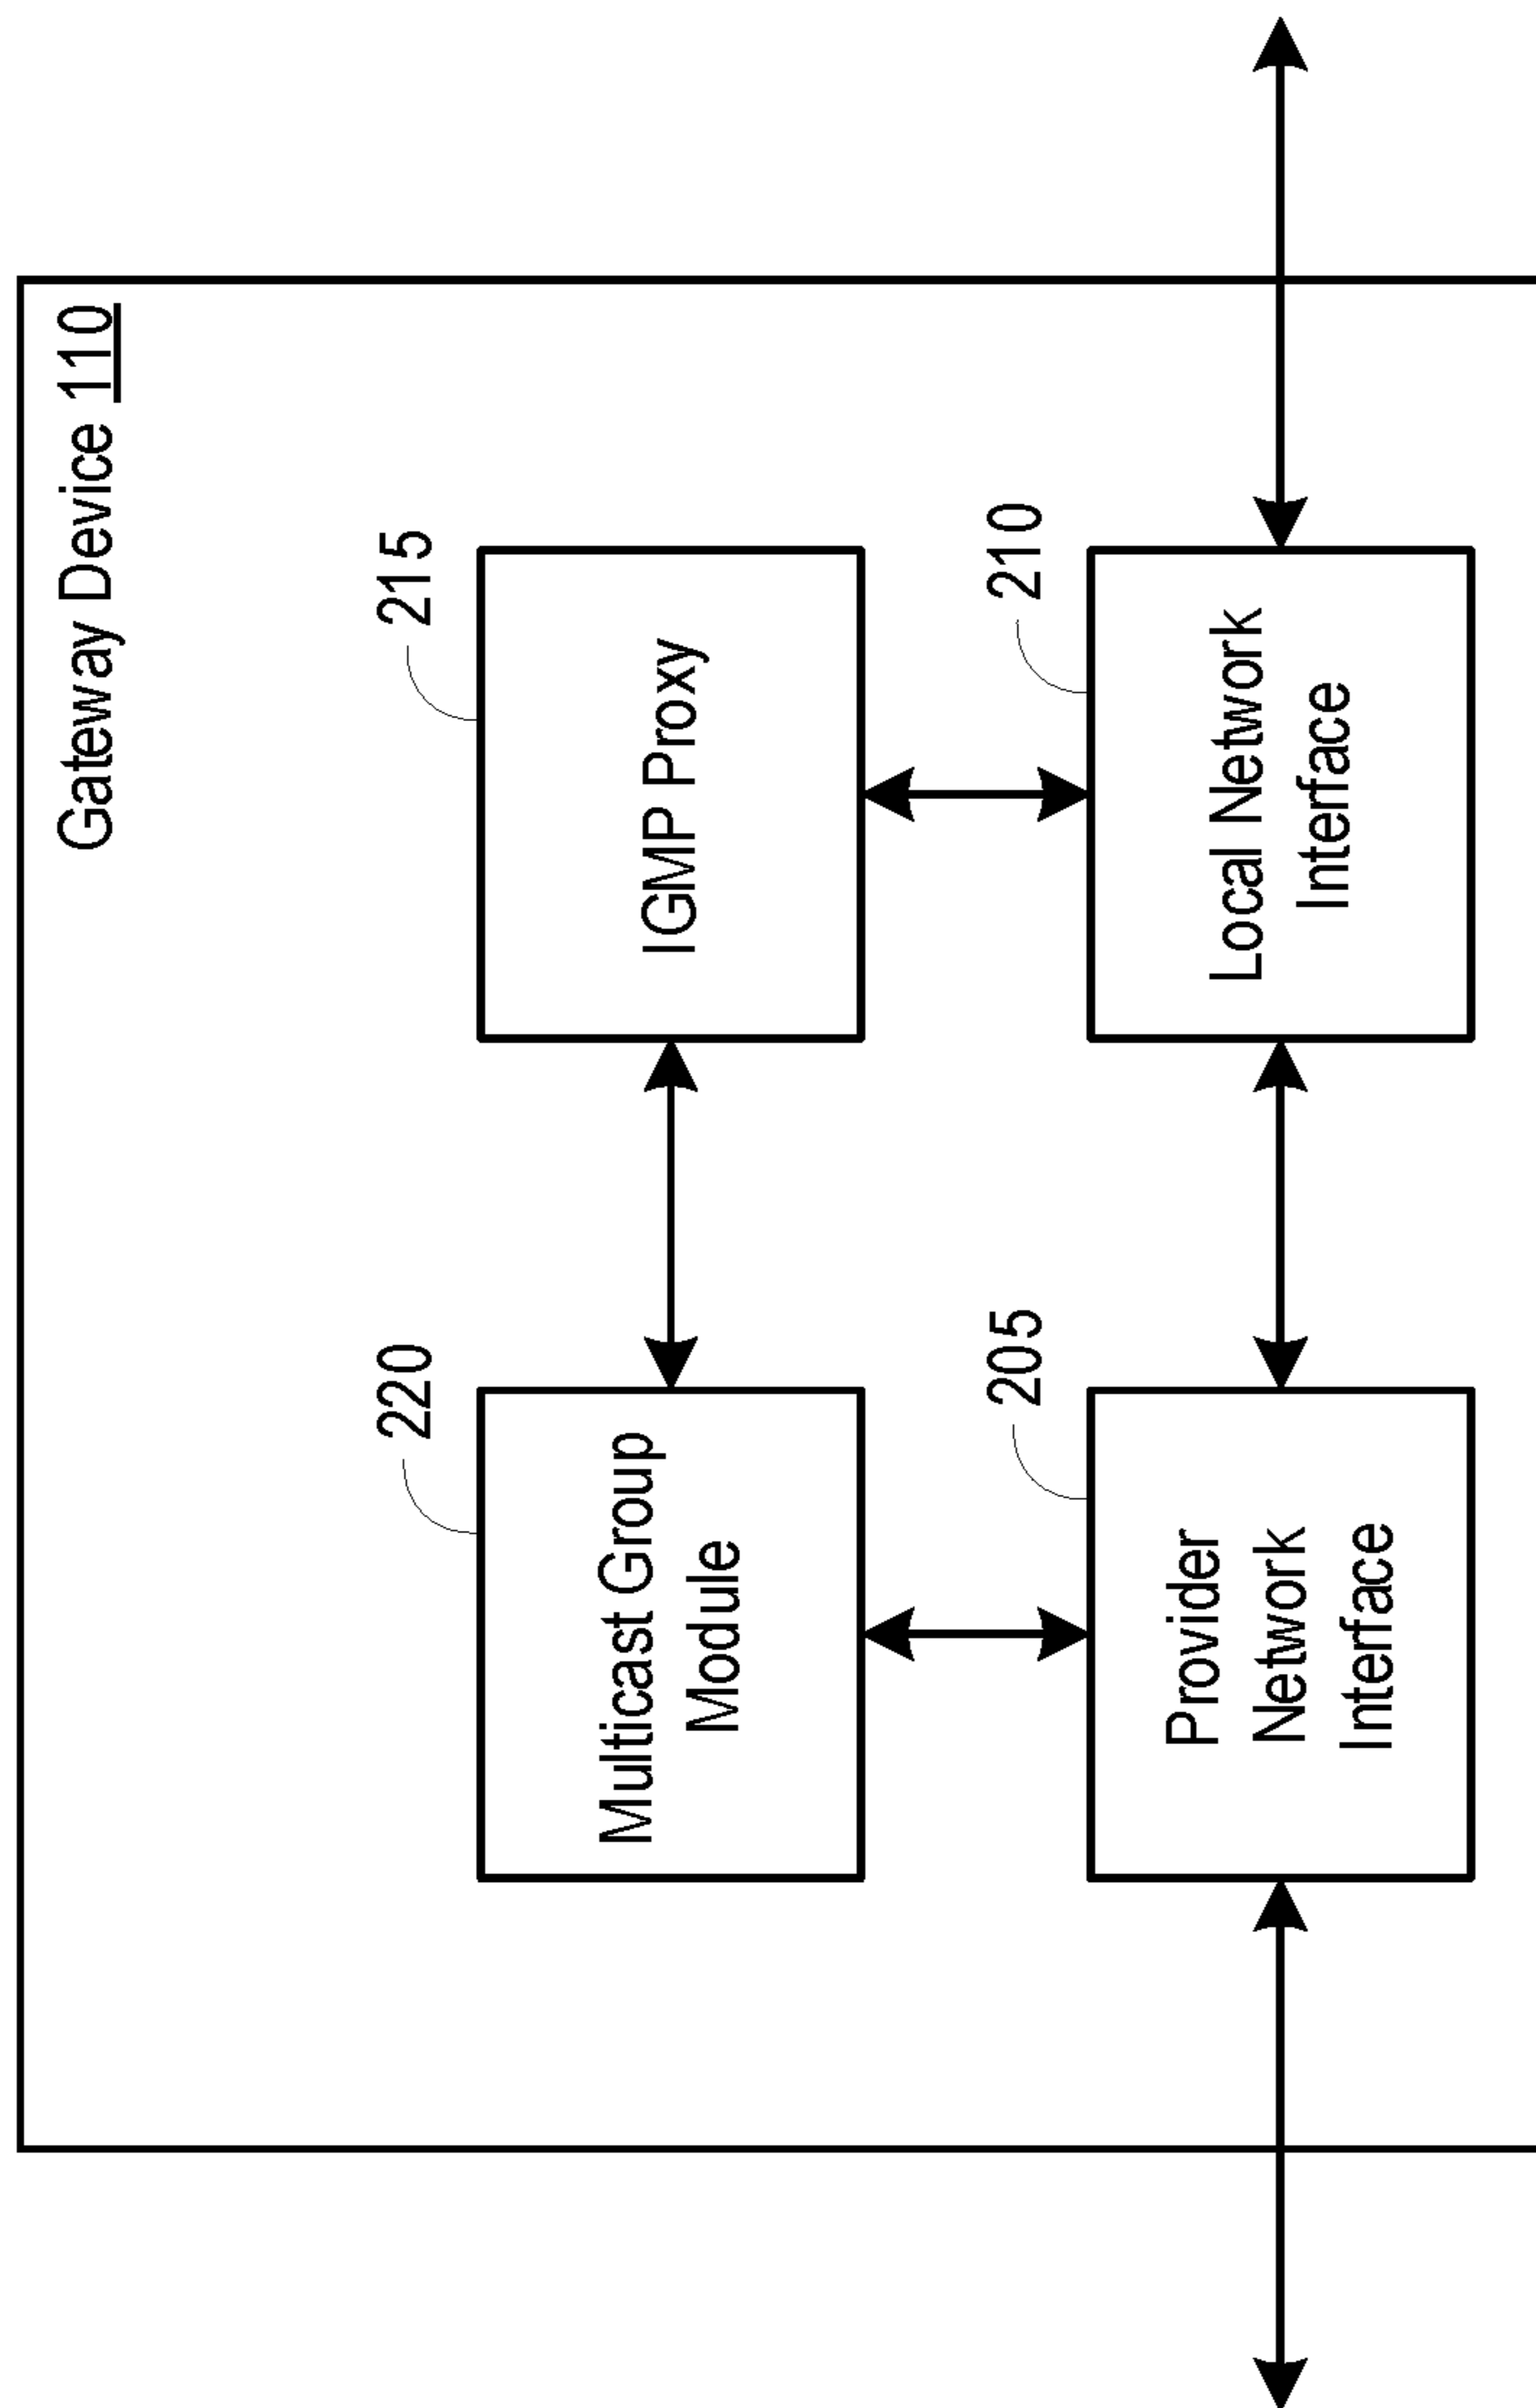 Gateway Device 110
220
Multicast Group
Module
215
IGMP Proxy
205
Provider
Network
Interface
210
Local Network
Interface